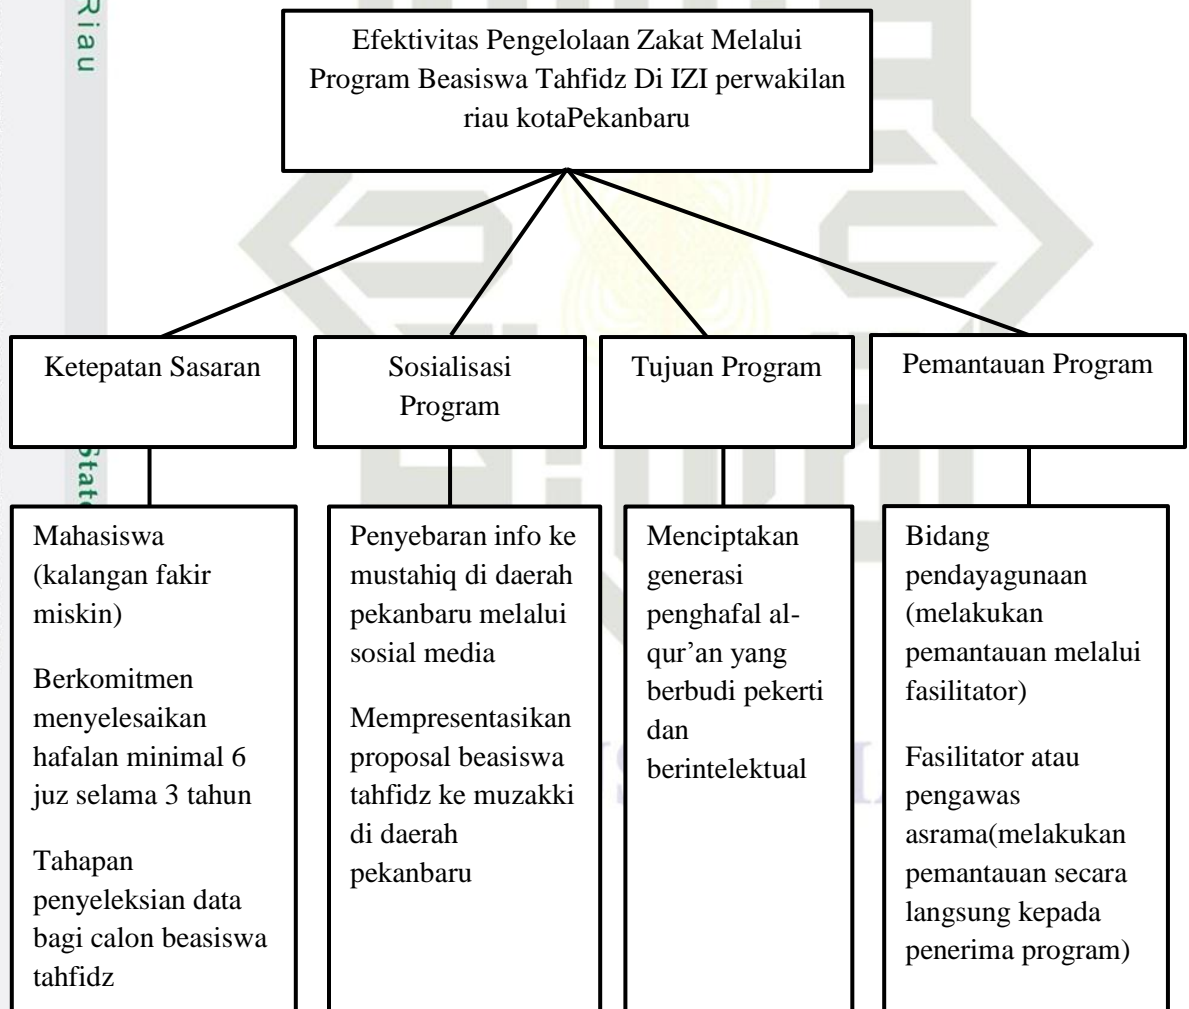 Riau
Efektivitas Pengelolaan Zakat Melalui
Program Beasiswa Tahfidz Di IZI perwakilan
riau kotaPekanbaru
Ketepatan Sasaran
Sosialisasi
Program
Tujuan Program
Pemantauan Program
State
Mahasiswa
(kalangan fakir
miskin)
Berkomitmen
menyelesaikan
hafalan minimal 6
juz selama 3 tahun
Tahapan
penyeleksian data
bagi calon beasiswa
tahfidz
Penyebaran info ke
mustahiq di daerah
pekanbaru melalui
sosial media
Mempresentasikan
proposal beasiswa
tahfidz ke muzakki
di daerah
pekanbaru
Menciptakan
generasi
penghafal al-
qur’an yang
berbudi pekerti
dan
berintelektual
Bidang
pendayagunaan
(melakukan
pemantauan melalui
fasilitator)
Fasilitator atau
pengawas
asrama(melakukan
pemantauan secara
langsung kepada
penerima program)